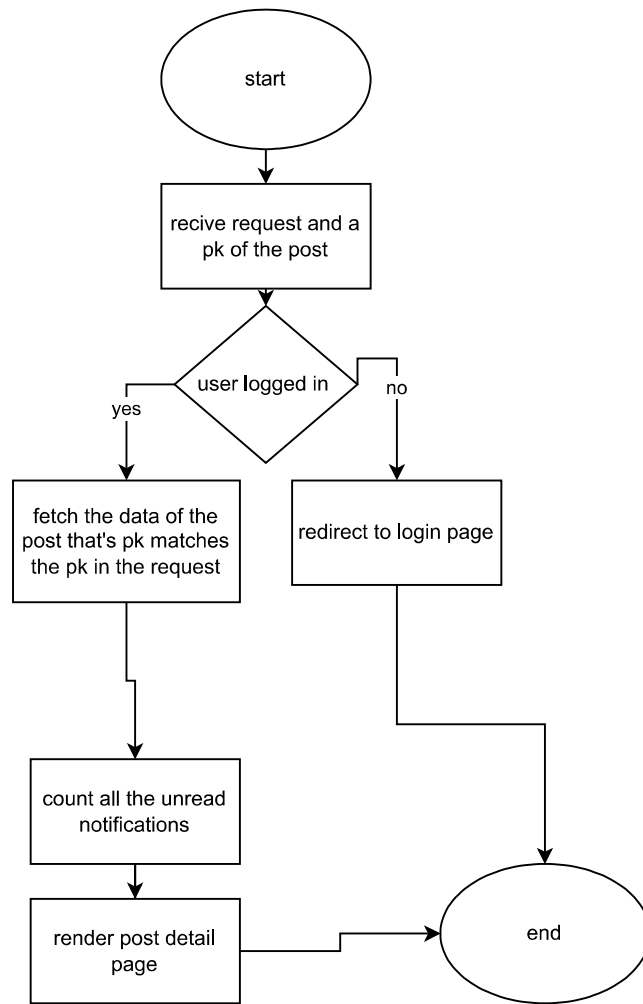 start
recive request and a
pk of the post
user logged in
yes
no
fetch the data of the
post that's pk matches
the pk in the request
redirect to login page
count all the unread
notifications
render post detail
page
end